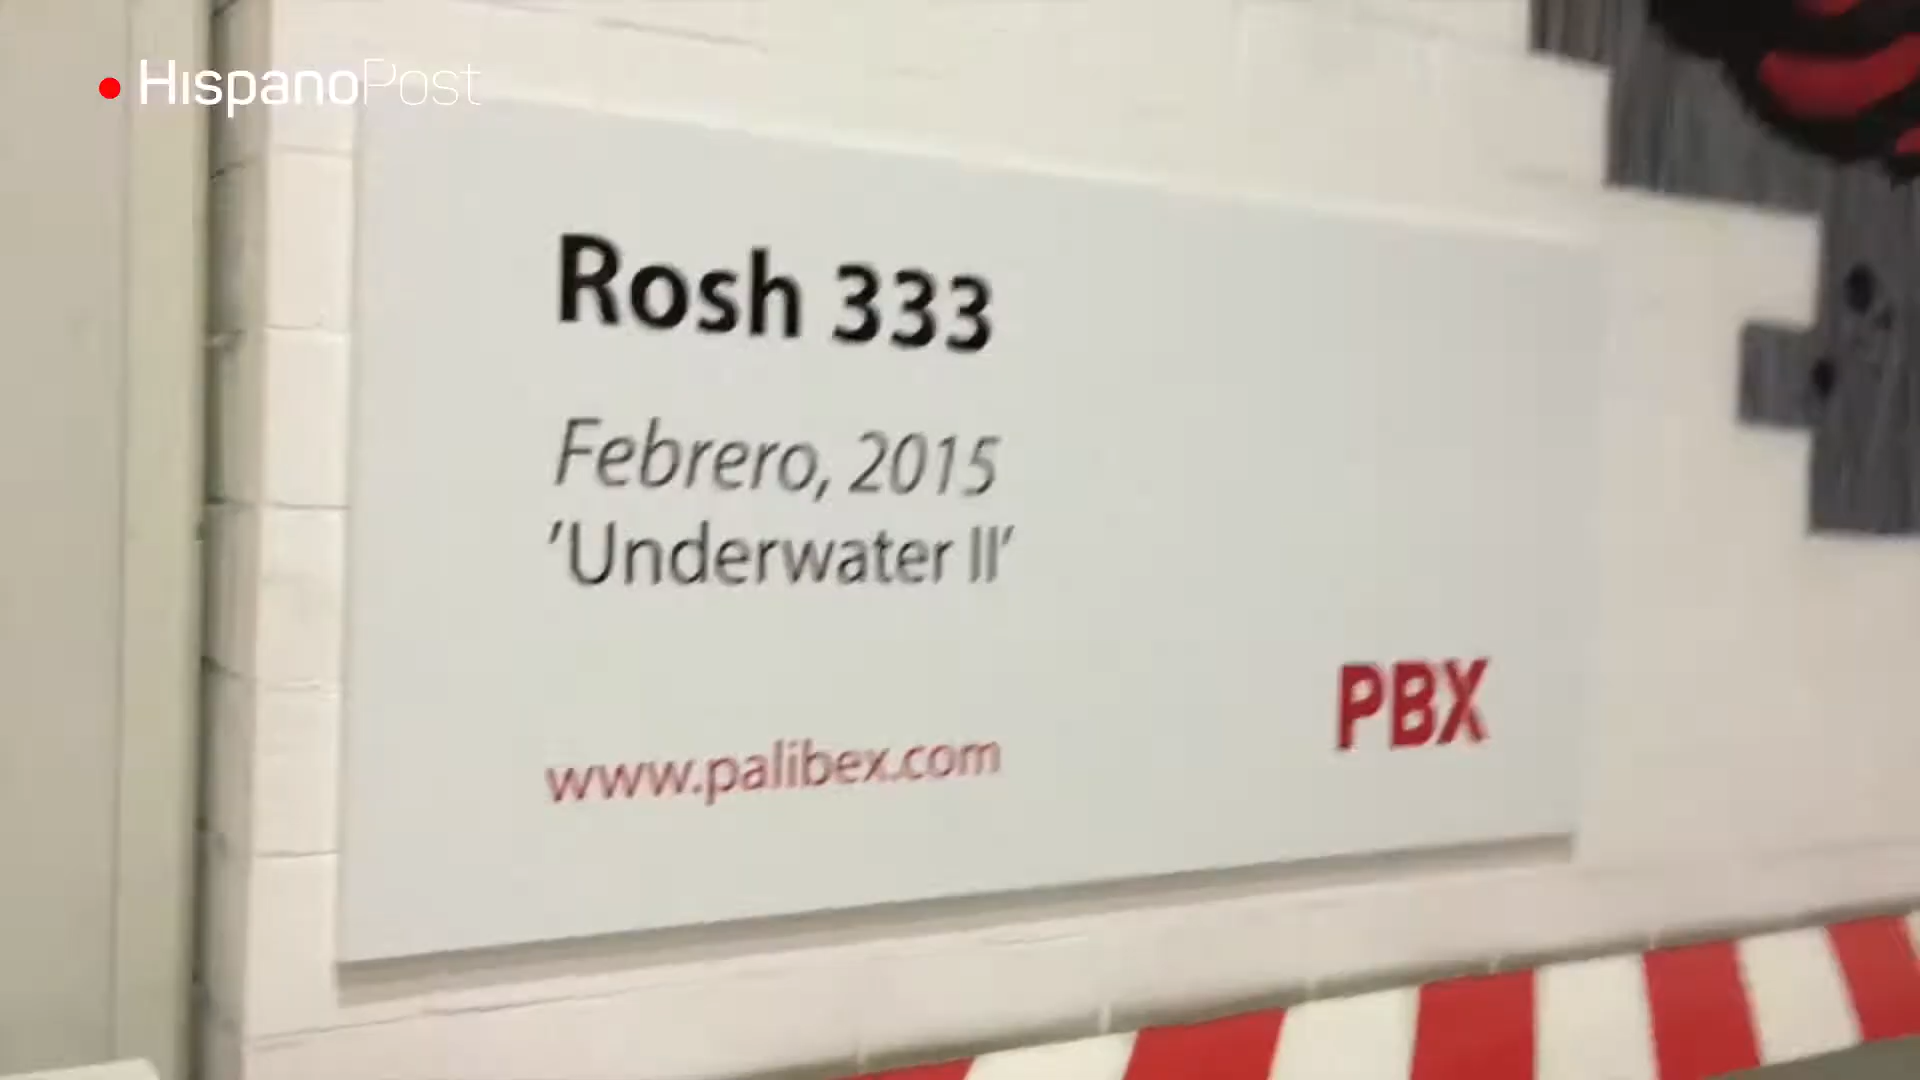 HispanoPost
Rosh 333
Febrero, 2015
'Underwater II'
www.palibex.com
PBX